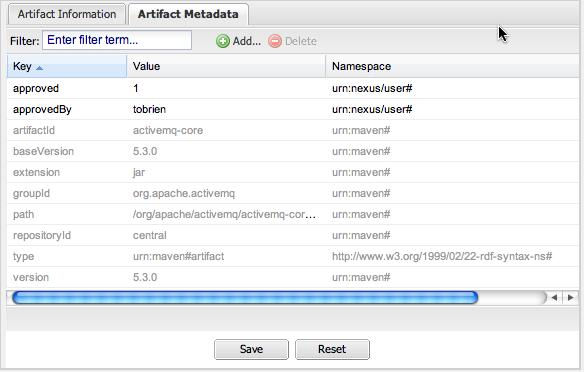 Artifact Information Artifact Metadata
Filter: Enter filter term... Add... Delete
Key Value Namespace
approved 1 urn:nexus/user#
approvedBy tobrien urn:nexus/user#
artifactId activemq-core urn:maven#
baseVersion 5.3.0 urn:maven#
extension jar urn:maven#
groupId org.apache.activemq urn:maven#
path /org/apache/activemq/activemq-cor... urn:maven#
repositoryId central urn:maven#
type urn:maven#artifact http://www.w3.org/1999/02/22-rdf-syntax-ns#
version 5.3.0 urn:maven#
Save Reset